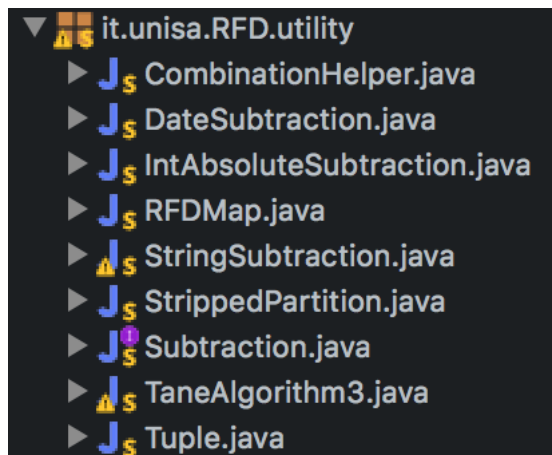 it.unisa.RFD.utility
CombinationHelper.java
DateSubtraction.java
IntAbsoluteSubtraction.java
RFDMap.java
StringSubtraction.java
StrippedPartition.java
Subtraction.java
TaneAlgorithm3.java
Tuple.java